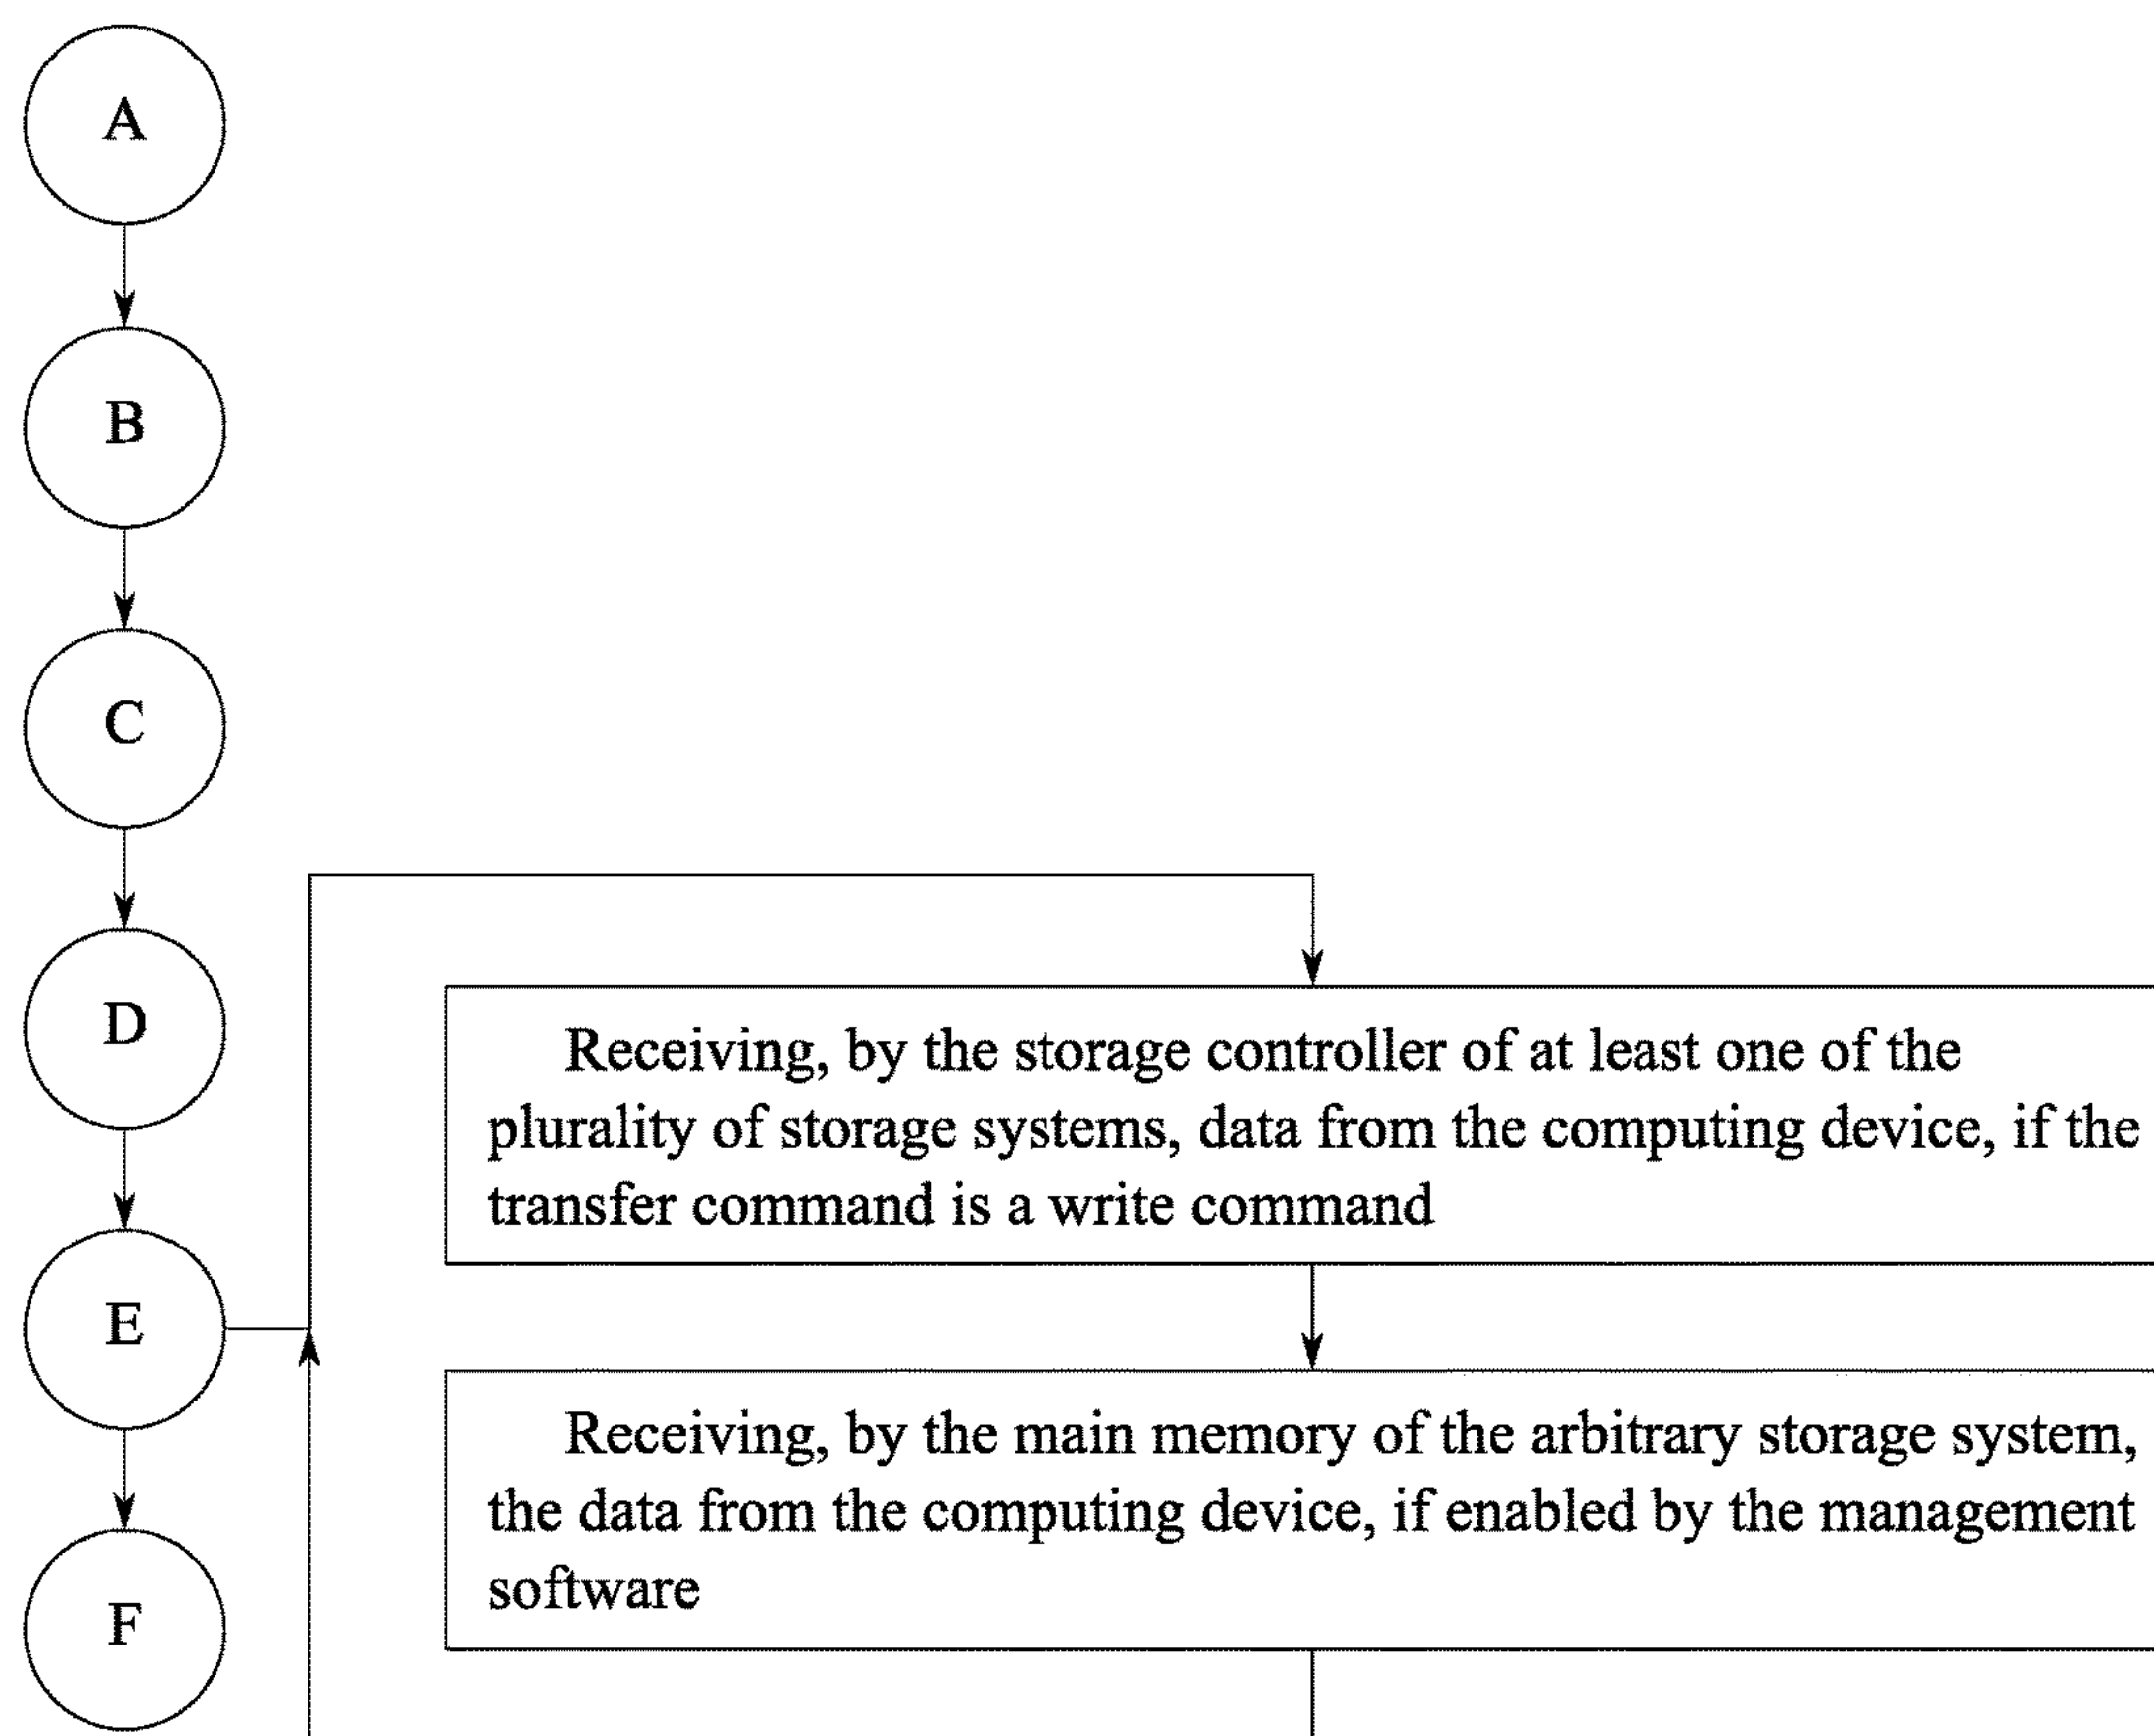 A
B
C
D
E
F
Receiving, by the storage controller of at least one of the
plurality of storage systems, data from the computing device, if the
transfer command is a write command
Receiving, by the main memory of the arbitrary storage system,
the data from the computing device, if enabled by the management
software